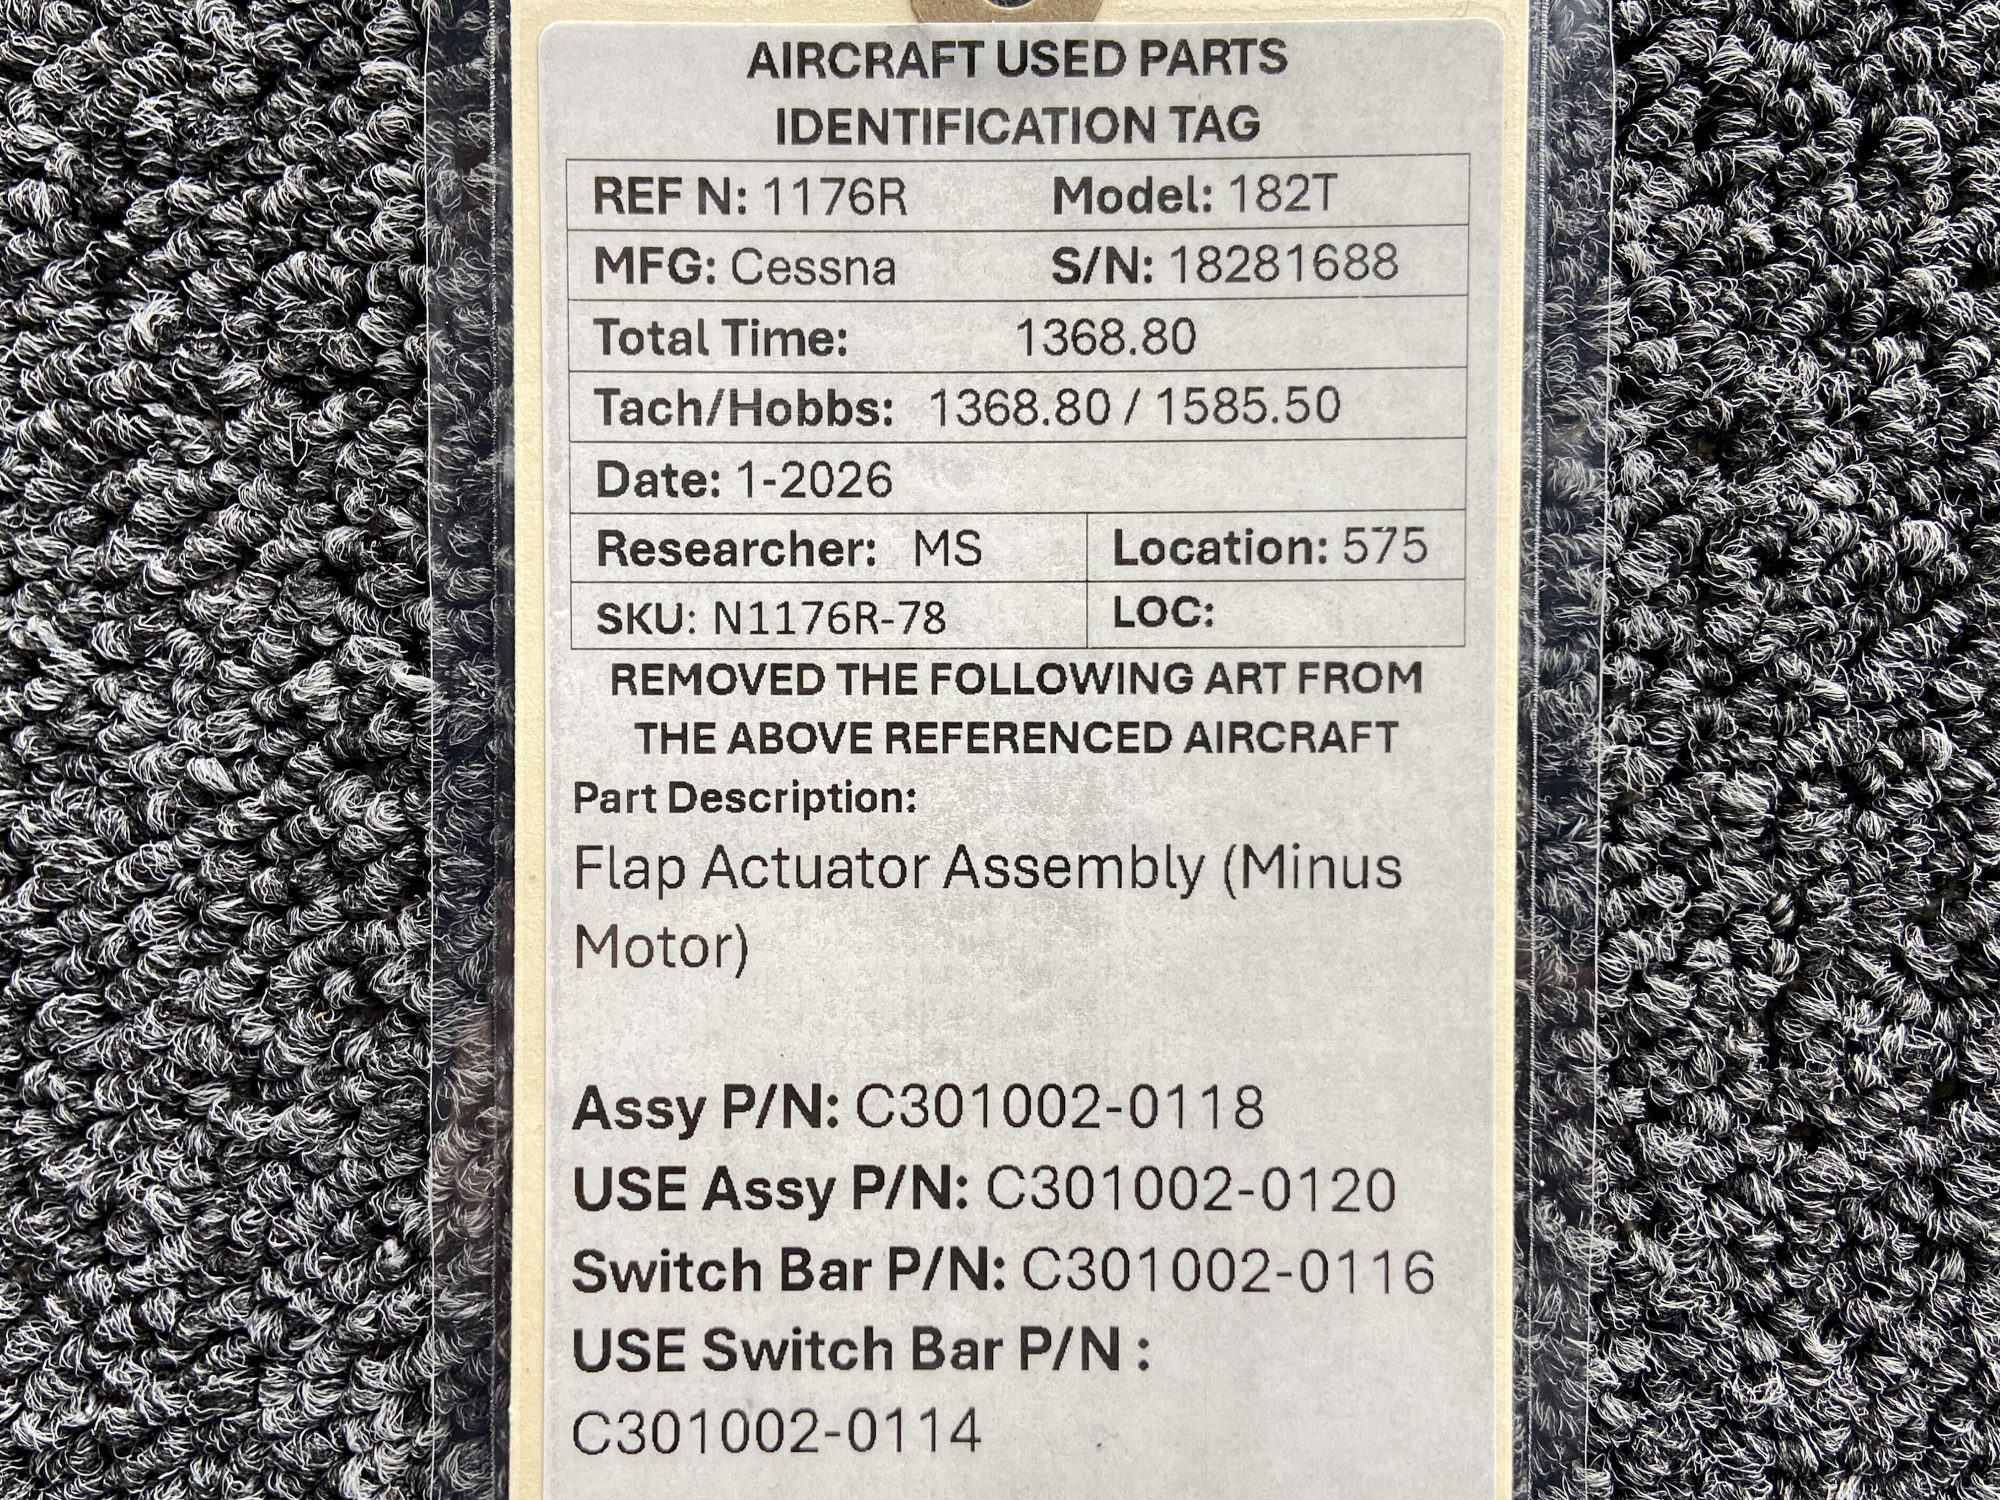 AIRCRAFT USED PARTS
IDENTIFICATION TAG
REF N: 1176R Model: 182T
MFG: Cessna S/N: 18281688
Total Time: 1368.80
Tach/Hobbs: 1368.80 / 1585.50
Date: 1-2026
Researcher: MS Location: 575
SKU: N1176R-78 LOC:
REMOVED THE FOLLOWING ART FROM
THE ABOVE REFERENCED AIRCRAFT
Part Description:
Flap Actuator Assembly (Minus
Motor)
Assy P/N: C301002-0118
USE Assy P/N: C301002-0120
Switch Bar P/N: C301002-0116
USE Switch Bar P/N :
C301002-0114